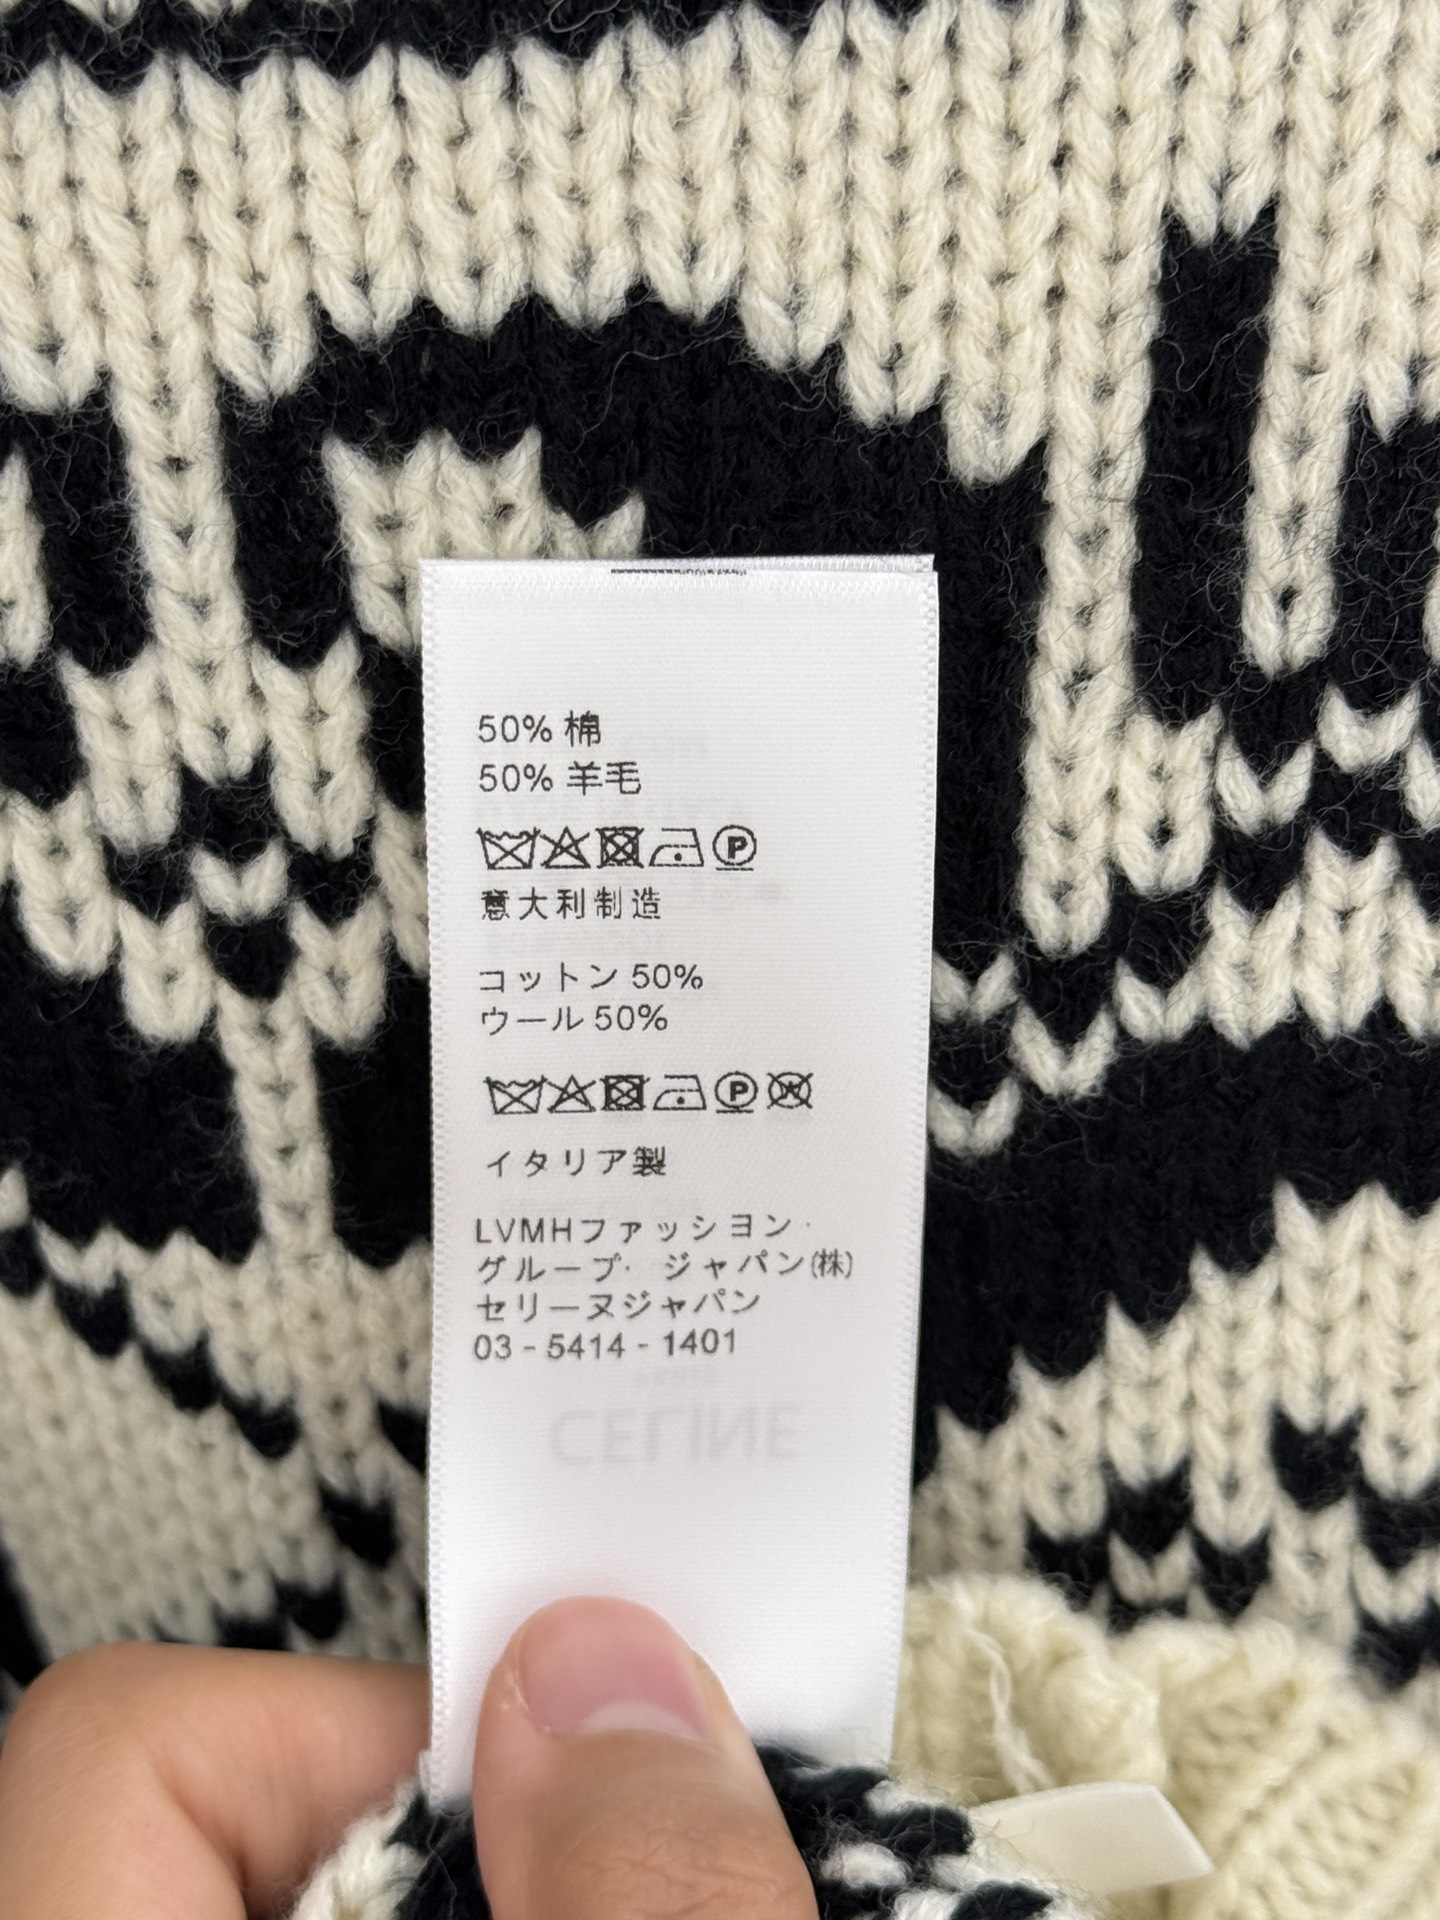 50% 棉
50% 羊毛
P
意大利制造
コットン 50%
ウール 50%
P W
イタリア製
LVMHファッシヨン・
グループ・ ジャパン(株)
セリーヌジャパン
03 - 5414 - 1401
CELINE